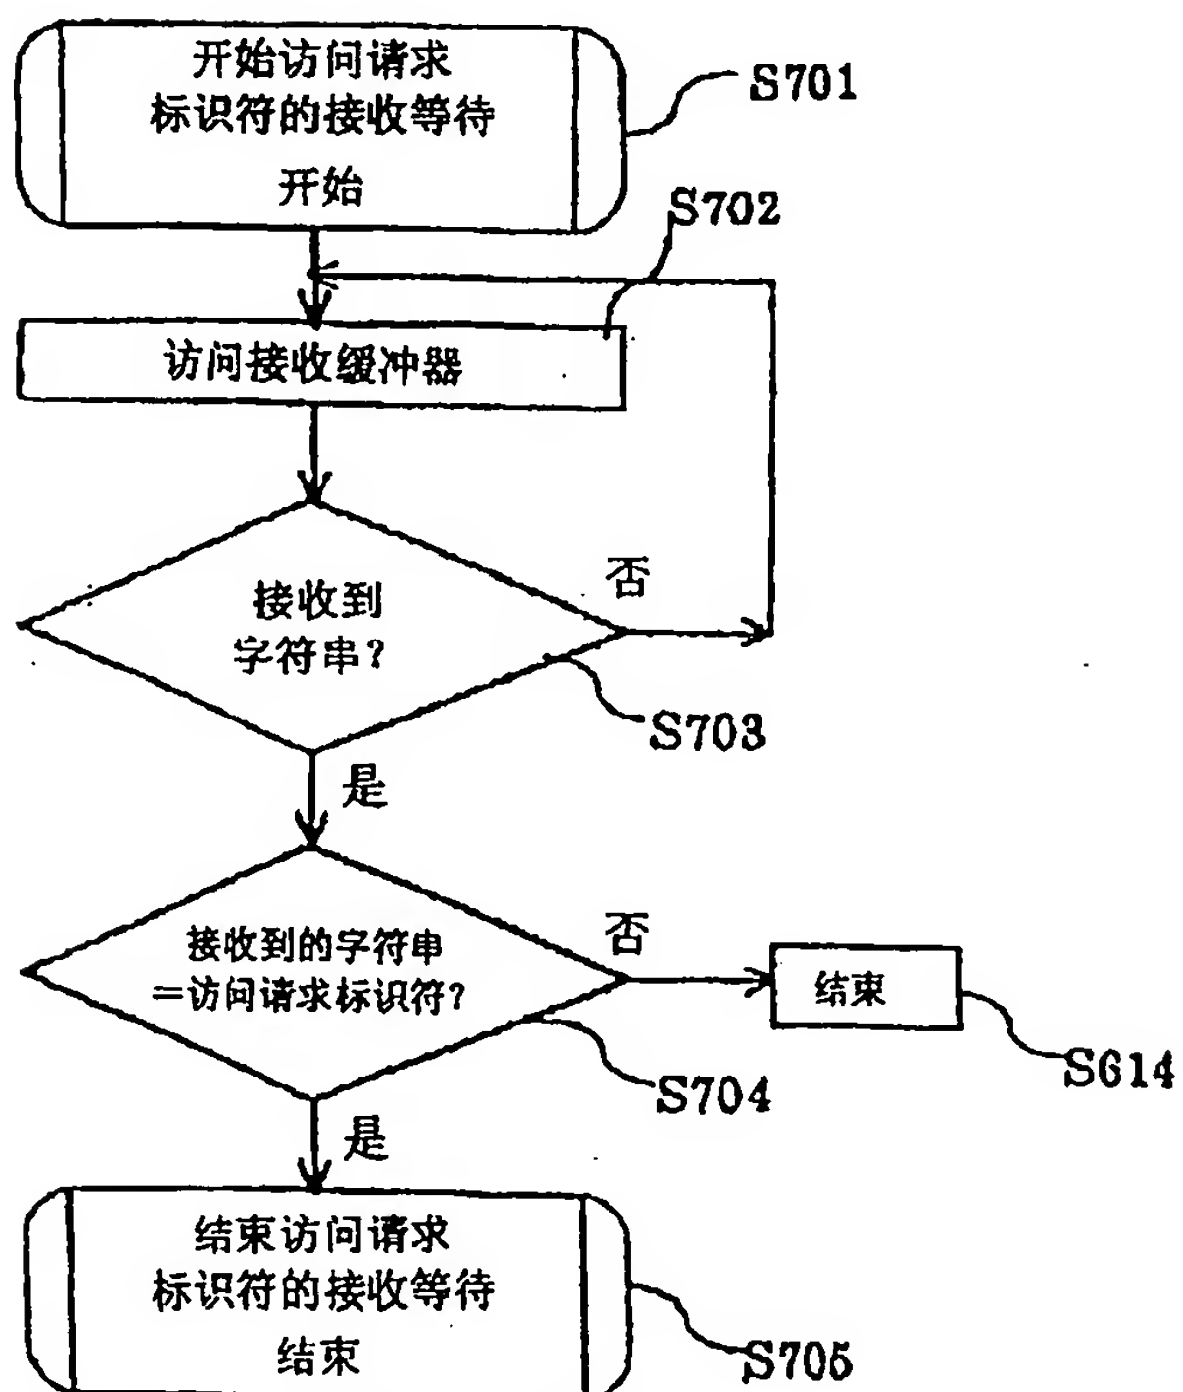 开始访问请求
标识符的接收等待
开始
S701
S702
访问接收缓冲器
接收到
字符串？
否
S703
是
接收到的字符串
＝访问请求标识符？
否
结束
S614
S704
是
结束访问请求
标识符的接收等待
结束
S705